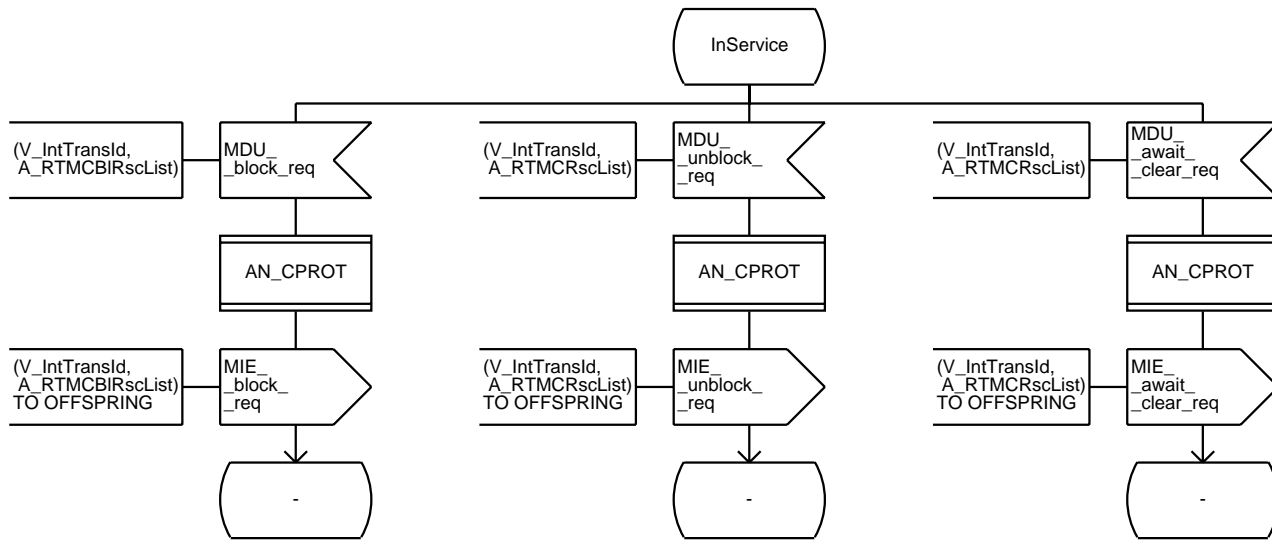 InService
(V_IntTransId,
A_RTMCBlRscList)
MDU_
_block_req
(V_IntTransId,
A_RTMCRscList)
MDU_
_unblock_
_req
(V_IntTransId,
A_RTMCRscList)
MDU_
_await_
_clear_req
AN_CPROT
AN_CPROT
AN_CPROT
(V_IntTransId,
A_RTMCBlRscList)
TO OFFSPRING
MIE_
_block_
_req
(V_IntTransId,
A_RTMCRscList)
TO OFFSPRING
MIE_
_unblock_
_req
(V_IntTransId,
A_RTMCRscList)
TO OFFSPRING
MIE_
_await_
_clear_req
-
-
-